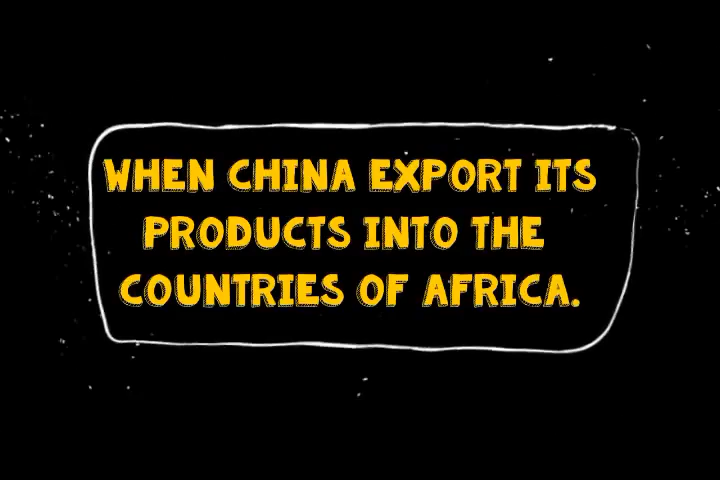 WHEN CHINA EXPORT ITS
PRODUCTS INTO THE
COUNTRIES OF AFRICA.